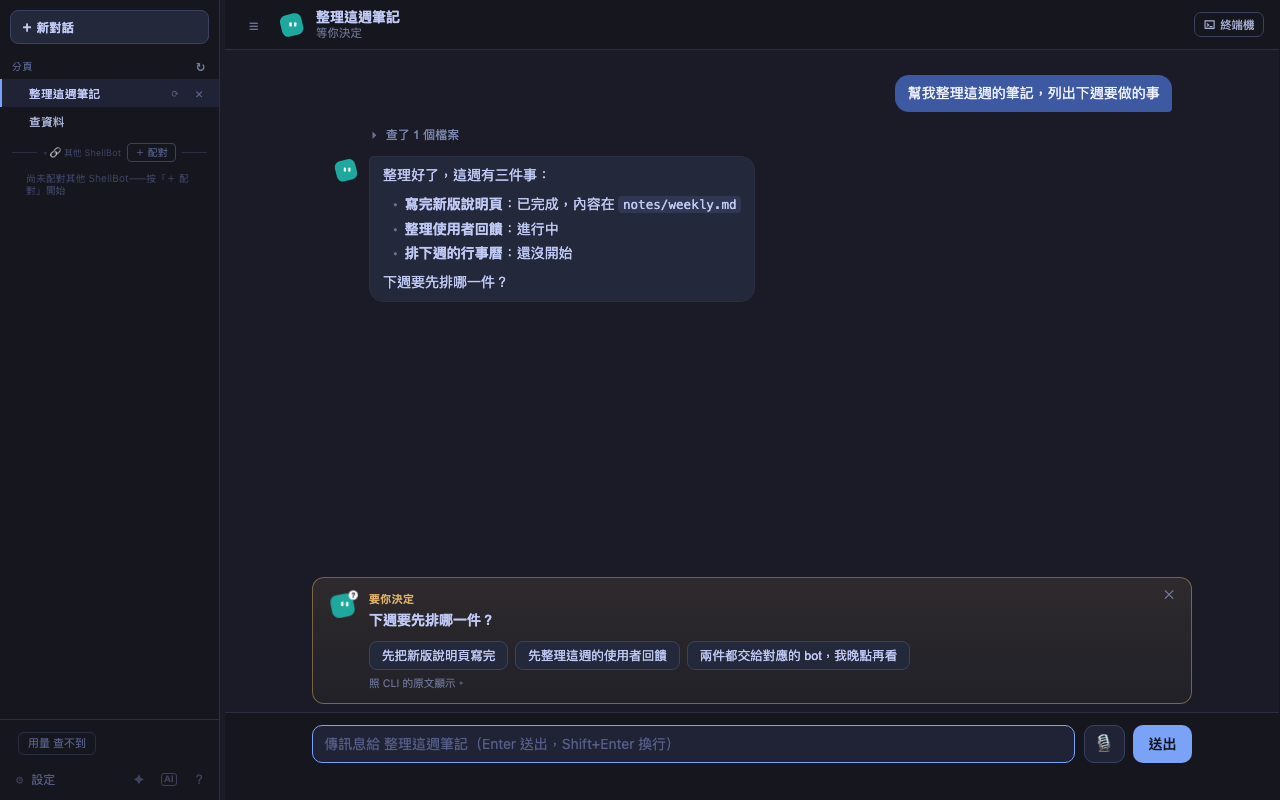 + 新對話
分頁
整理這週筆記
查資料
其他 ShellBot
+ 配對
尚未配對其他 ShellBot——按「＋ 配對」開始
用量 查不到
設定
AI
?
整理這週筆記
等你決定
終端機
幫我整理這週的筆記，列出下週要做的事
查了 1 個檔案
整理好了，這週有三件事：
• 寫完新版說明頁：已完成，內容在 notes/weekly.md
• 整理使用者回饋：進行中
• 排下週的行事曆：還沒開始
下週要先排哪一件？
?
要你決定
下週要先排哪一件？
先把新版說明頁寫完
先整理這週的使用者回饋
兩件都交給對應的 bot，我晚點再看
照 CLI 的原文顯示。
傳訊息給 整理這週筆記（Enter 送出，Shift+Enter 換行）
送出